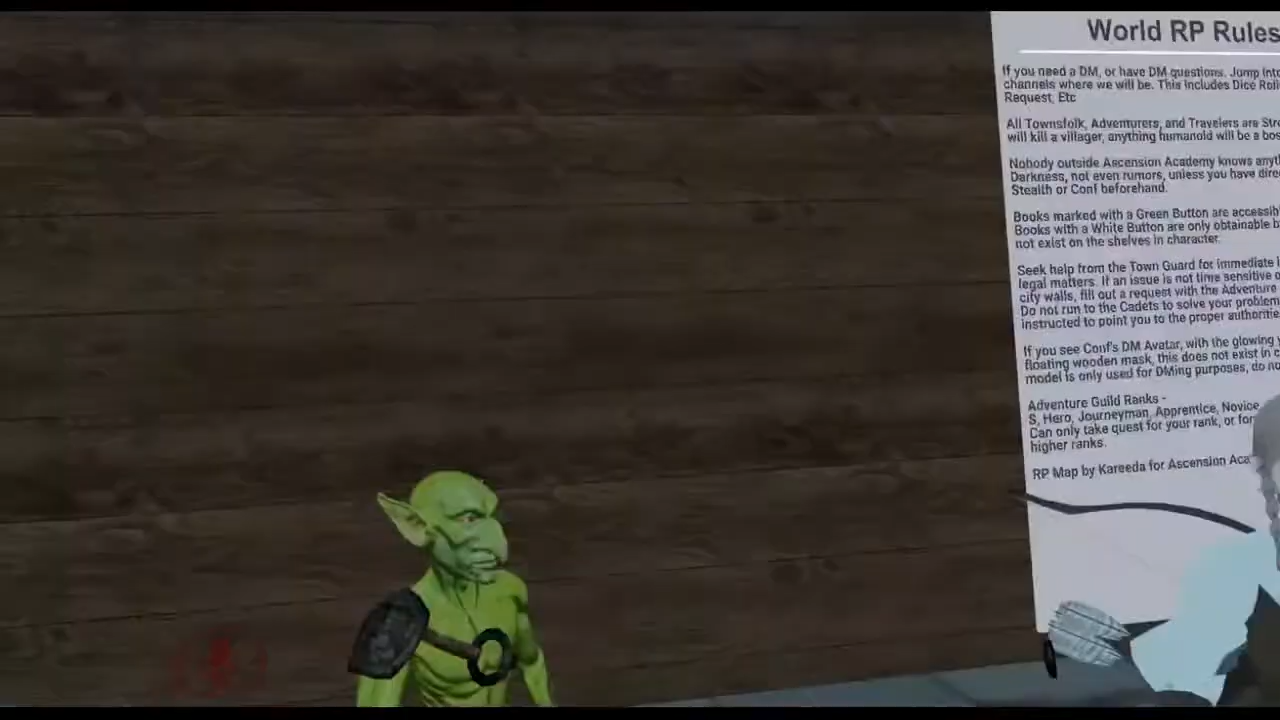 World RP Rules
If you need a DM, or have DM questions. Jump into
channels where we will be. This includes Dice
Request, Etc
All Townsfolk, Adventurers, and Travelers are
will kill a villager, anything humanoid will be a
Nobody outside Ascension Academy knows
Darkness, not even rumors, unless you have
Stealth or Conf beforehand.
Books marked with a Green Button are
Books with a White Button are only obtainable
not exist on the shelves in character.
Seek help from the Town Guard for immediate
legal matters. If an issue is not time sensitive
city walls, fill out a request with the Adventure
Do not run to the Cadets to solve your
instructed to point you to the proper
If you see Conf's DM Avatar, with the glowing
floating wooden mask, this does not exist in
model is only used for DMing purposes, do
Adventure Guild Ranks -
S, Hero, Journeyman, Apprentice, Novice
Can only take quest for your rank, or
higher ranks.
RP Map by Kareeda for Ascension